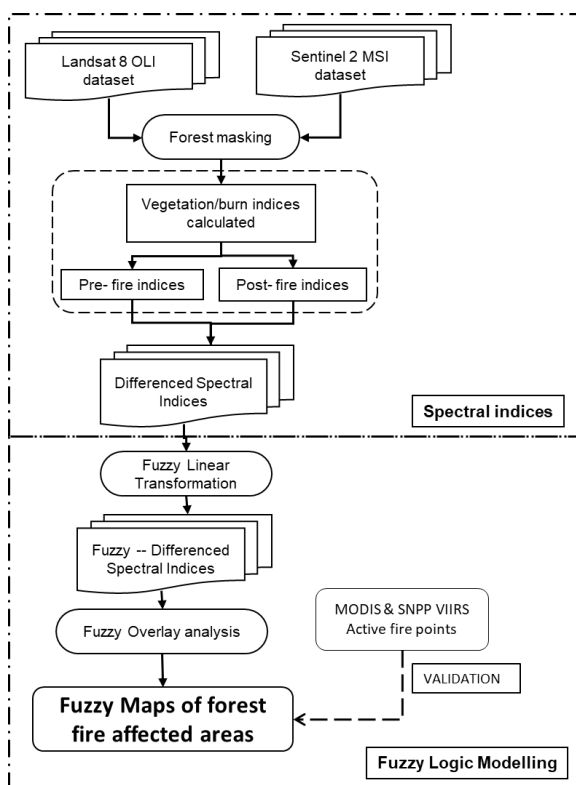 Landsat 8 OLI
dataset
Sentinel 2 MSI
dataset
Forest masking
Vegetation/burn indices
calculated
Pre- fire indices
Post- fire indices
Differenced Spectral
Indices
Spectral indices
Fuzzy Linear
Transformation
Fuzzy -- Differenced
Spectral Indices
MODIS & SNPP VIIRS
Active fire points
Fuzzy Overlay analysis
VALIDATION
Fuzzy Maps of forest
fire affected areas
Fuzzy Logic Modelling